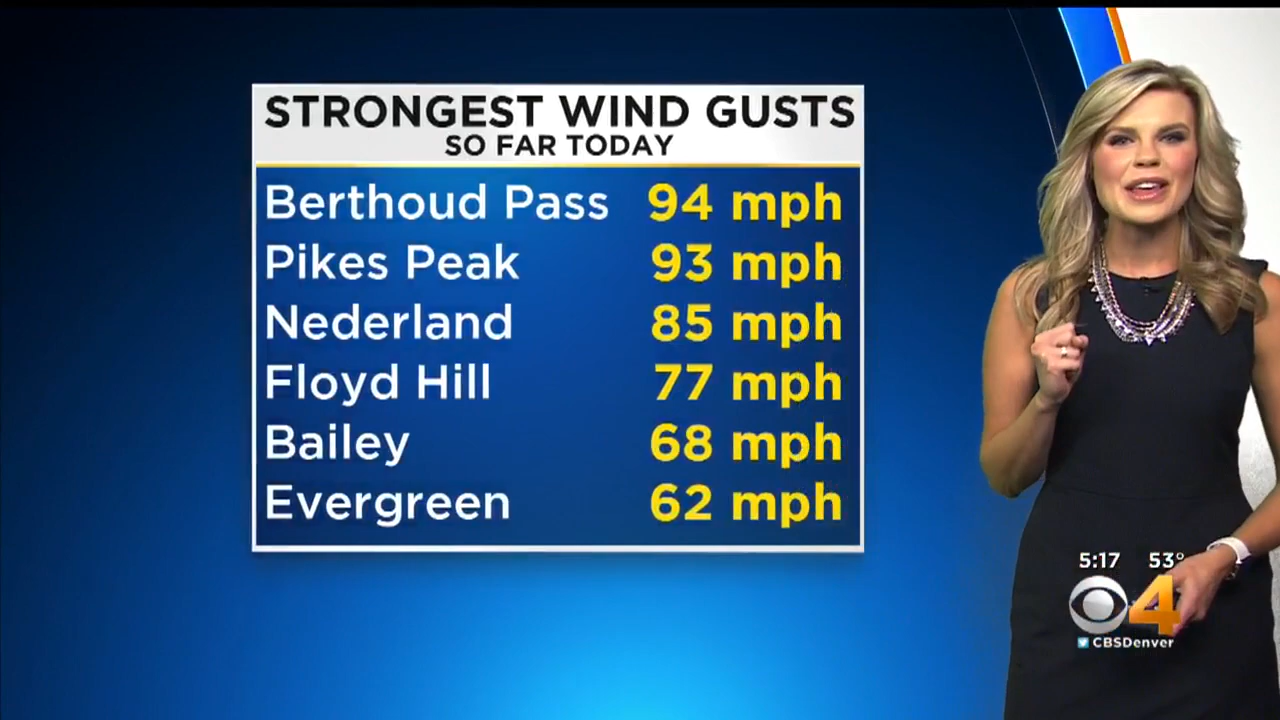 STRONGEST WIND GUSTS
SO FAR TODAY
Berthoud Pass 94 mph
Pikes Peak 93 mph
Nederland 85 mph
Floyd Hill 77 mph
Bailey 68 mph
Evergreen 62 mph
5:17 53°
4
CBSDenver